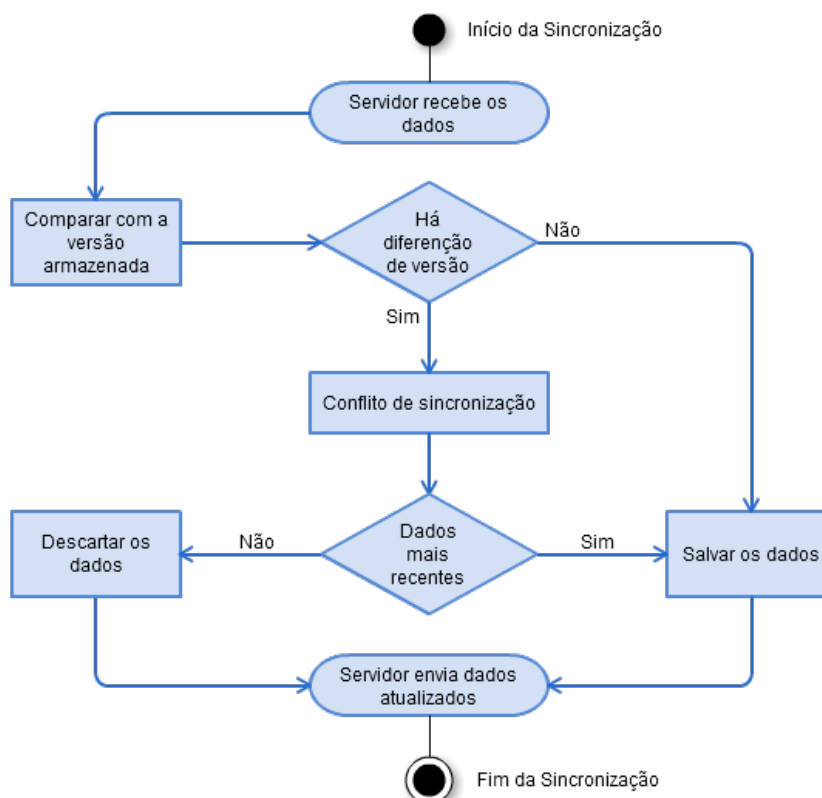 Início da Sincronização
Servidor recebe os
dados
Comparar com a
versão
armazenada
Há
diferenção
de versão
Não
Sim
Conflito de sincronização
Descartar os
dados
Não
Dados
mais
recentes
Sim
Salvar os dados
Servidor envia dados
atualizados
Fim da Sincronização